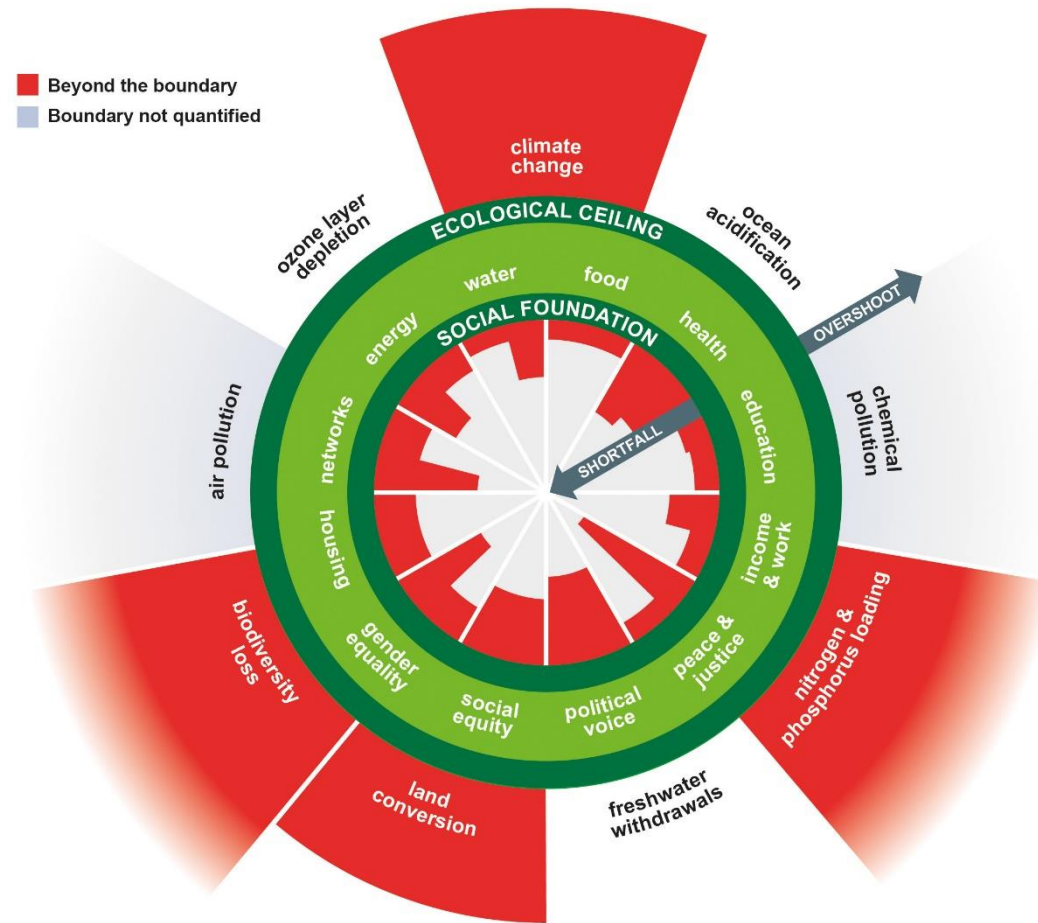 Beyond the boundary
Boundary not quantified
climate
change
ozone layer
depletion
ocean
acidification
ECOLOGICAL CEILING
OVERSHOOT
water
food
energy
health
SOCIAL FOUNDATION
SHORTFALL
networks
education
air pollution
chemical
pollution
housing
income
& work
gender
equality
peace &
justice
social
equity
political
voice
biodiversity
loss
nitrogen &
phosphorus loading
land
conversion
freshwater
withdrawals